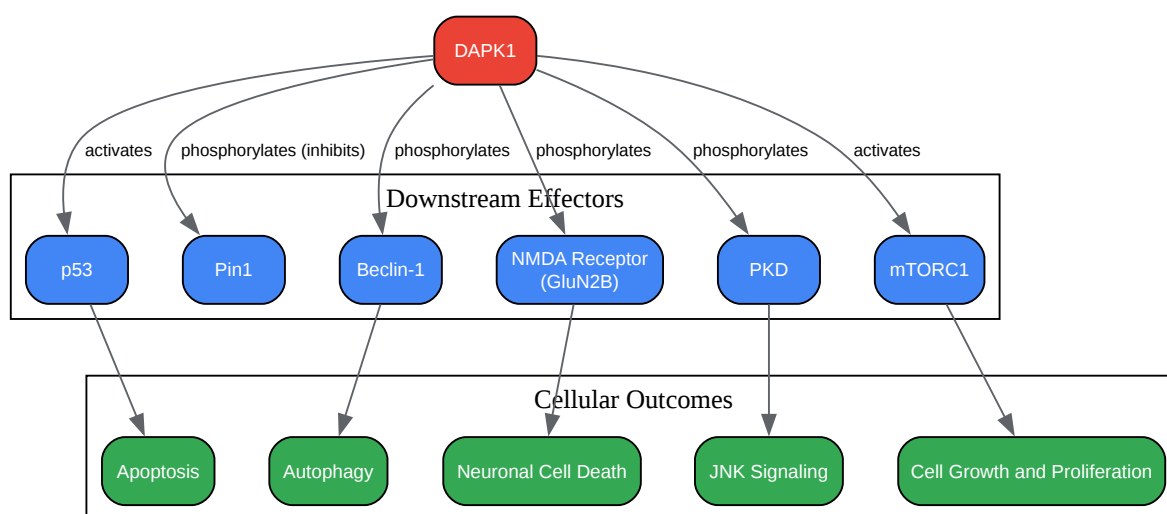 DAPK1
activates
phosphorylates (inhibits)
phosphorylates
phosphorylates
phosphorylates
activates
Downstream Effectors
p53
Pin1
Beclin-1
NMDA Receptor
(GluN2B)
PKD
mTORC1
Cellular Outcomes
Apoptosis
Autophagy
Neuronal Cell Death
JNK Signaling
Cell Growth and Proliferation